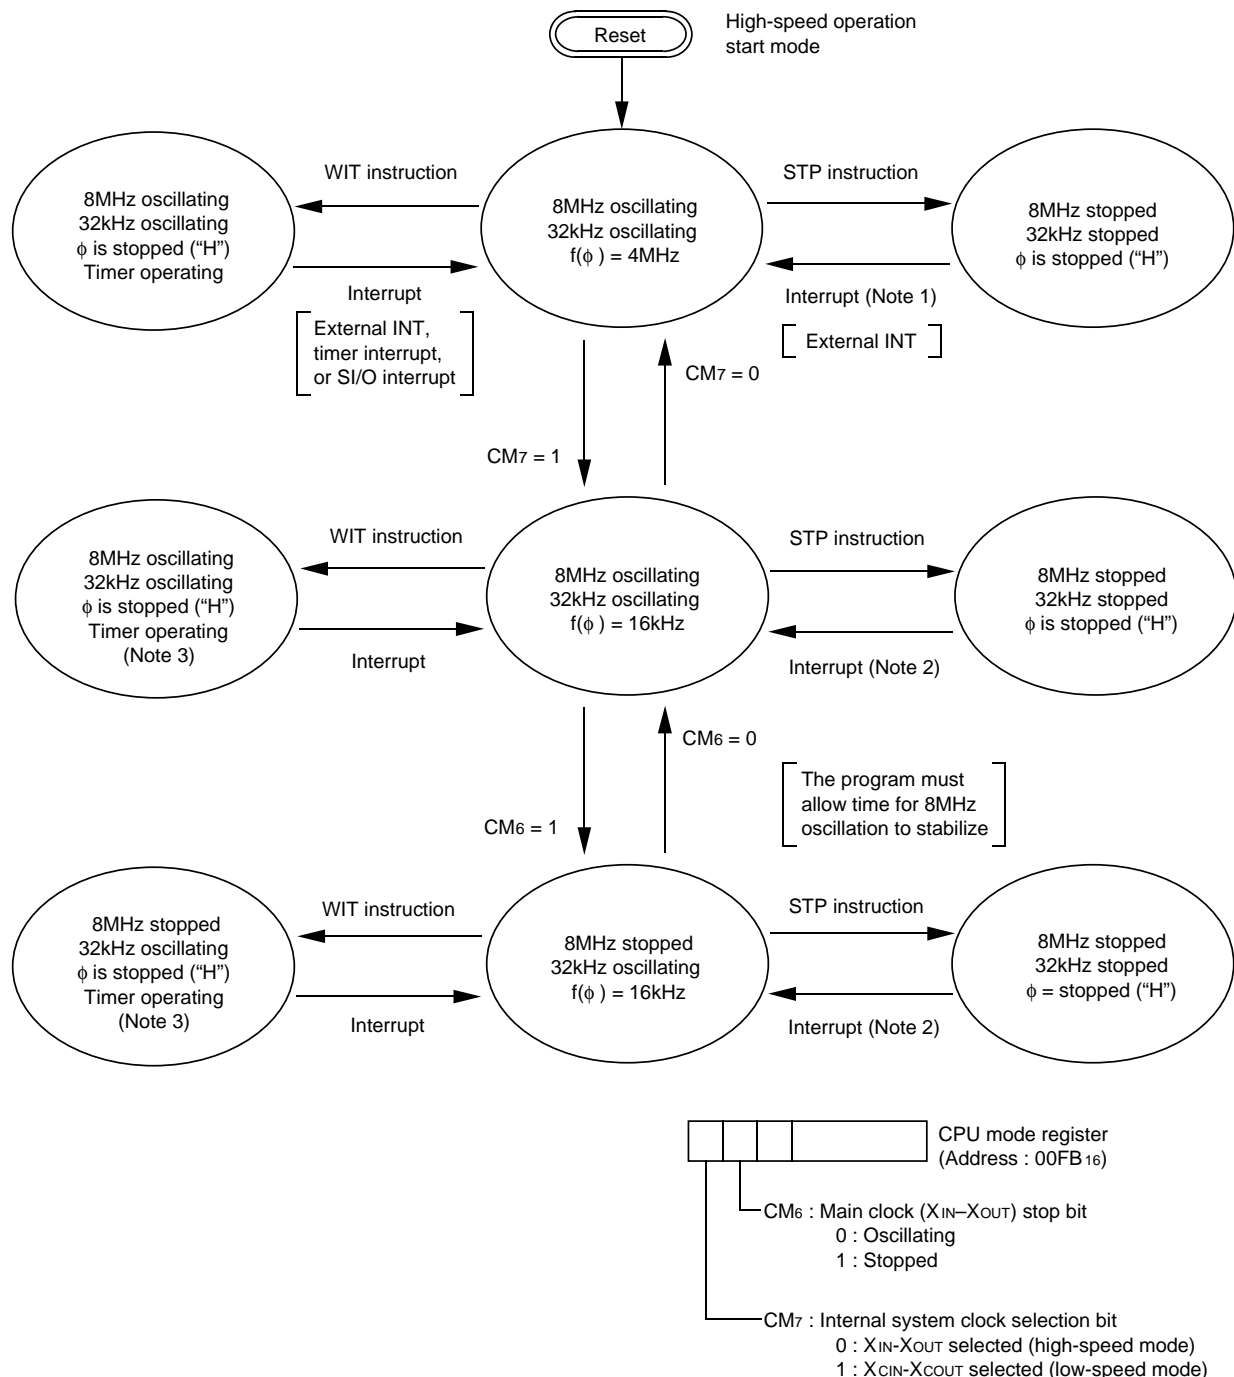 Reset
High-speed operation
start mode
WIT instruction
STP instruction
8MHz oscillating
32kHz oscillating
φ is stopped (“H”)
Timer operating
8MHz oscillating
32kHz oscillating
f(φ ) = 4MHz
8MHz stopped
32kHz stopped
φ is stopped (“H”)
Interrupt
External INT,
timer interrupt,
or SI/O interrupt
Interrupt (Note 1)
External INT
CM7 = 0
CM7 = 1
WIT instruction
STP instruction
8MHz oscillating
32kHz oscillating
φ is stopped (“H”)
Timer operating
(Note 3)
8MHz oscillating
32kHz oscillating
f(φ ) = 16kHz
8MHz stopped
32kHz stopped
φ is stopped (“H”)
Interrupt
Interrupt (Note 2)
CM6 = 0
CM6 = 1
The program must
allow time for 8MHz
oscillation to stabilize
WIT instruction
STP instruction
8MHz stopped
32kHz oscillating
φ is stopped (“H”)
Timer operating
(Note 3)
8MHz stopped
32kHz oscillating
f(φ ) = 16kHz
8MHz stopped
32kHz stopped
φ = stopped (“H”)
Interrupt
Interrupt (Note 2)
CPU mode register
(Address : 00FB16)
CM6 : Main clock (XIN–XOUT) stop bit
0 : Oscillating
1 : Stopped
CM7 : Internal system clock selection bit
0 : XIN-XOUT selected (high-speed mode)
1 : XCIN-XCOUT selected (low-speed mode)